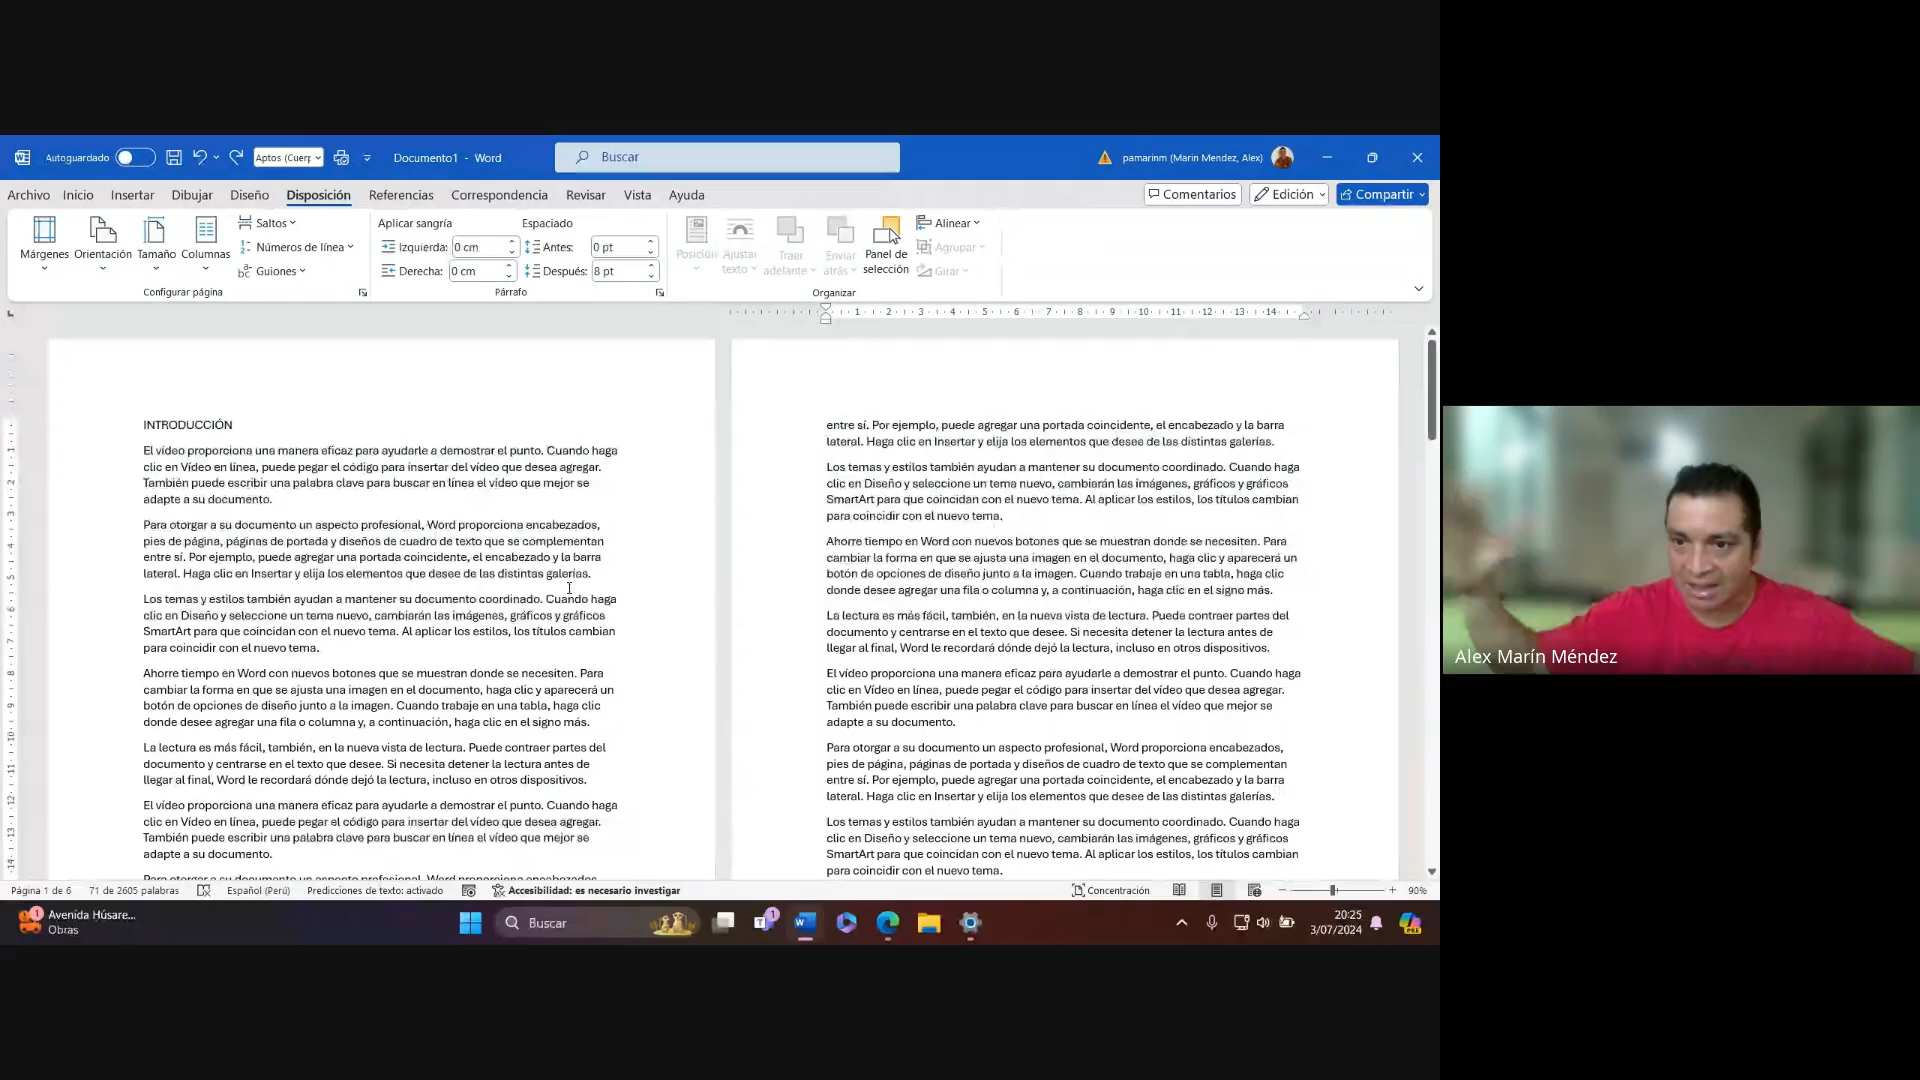 Autoguardado
Aptos (Cuerp
Documento1 - Word
Buscar
pamarinm (Marin Mendez, Alex)
Archivo Inicio Insertar Dibujar Diseño Disposición Referencias Correspondencia Revisar Vista Ayuda
Comentarios Edición Compartir
Márgenes Orientación Tamaño Columnas
Saltos
Números de línea
Guiones
Configurar página
Aplicar sangría Espaciado
Izquierda: 0 cm Antes: 0 pt
Derecha: 0 cm Después: 8 pt
Párrafo
Posición
Ajustar texto
Traer adelante
Enviar atrás
Panel de selección
Alinear
Agrupar
Girar
Organizar
1 2 3 4 5 6 7 8 9 10 11 12 13 14
INTRODUCCIÓN
El vídeo proporciona una manera eficaz para ayudarle a demostrar el punto. Cuando haga
clic en Vídeo en línea, puede pegar el código para insertar del vídeo que desea agregar.
También puede escribir una palabra clave para buscar en línea el vídeo que mejor se
adapte a su documento.
Para otorgar a su documento un aspecto profesional, Word proporciona encabezados,
pies de página, páginas de portada y diseños de cuadro de texto que se complementan
entre sí. Por ejemplo, puede agregar una portada coincidente, el encabezado y la barra
lateral. Haga clic en Insertar y elija los elementos que desee de las distintas galerías.
Los temas y estilos también ayudan a mantener su documento coordinado. Cuando haga
clic en Diseño y seleccione un tema nuevo, cambiarán las imágenes, gráficos y gráficos
SmartArt para que coincidan con el nuevo tema. Al aplicar los estilos, los títulos cambian
para coincidir con el nuevo tema.
Ahorre tiempo en Word con nuevos botones que se muestran donde se necesiten. Para
cambiar la forma en que se ajusta una imagen en el documento, haga clic y aparecerá un
botón de opciones de diseño junto a la imagen. Cuando trabaje en una tabla, haga clic
donde desee agregar una fila o columna y, a continuación, haga clic en el signo más.
La lectura es más fácil, también, en la nueva vista de lectura. Puede contraer partes del
documento y centrarse en el texto que desee. Si necesita detener la lectura antes de
llegar al final, Word le recordará dónde dejó la lectura, incluso en otros dispositivos.
El vídeo proporciona una manera eficaz para ayudarle a demostrar el punto. Cuando haga
clic en Vídeo en línea, puede pegar el código para insertar del vídeo que desea agregar.
También puede escribir una palabra clave para buscar en línea el vídeo que mejor se
adapte a su documento.
Para otorgar a su documento un aspecto profesional, Word proporciona encabezados,
entre sí. Por ejemplo, puede agregar una portada coincidente, el encabezado y la barra
lateral. Haga clic en Insertar y elija los elementos que desee de las distintas galerías.
Los temas y estilos también ayudan a mantener su documento coordinado. Cuando haga
clic en Diseño y seleccione un tema nuevo, cambiarán las imágenes, gráficos y gráficos
SmartArt para que coincidan con el nuevo tema. Al aplicar los estilos, los títulos cambian
para coincidir con el nuevo tema.
Ahorre tiempo en Word con nuevos botones que se muestran donde se necesiten. Para
cambiar la forma en que se ajusta una imagen en el documento, haga clic y aparecerá un
botón de opciones de diseño junto a la imagen. Cuando trabaje en una tabla, haga clic
donde desee agregar una fila o columna y, a continuación, haga clic en el signo más.
La lectura es más fácil, también, en la nueva vista de lectura. Puede contraer partes del
documento y centrarse en el texto que desee. Si necesita detener la lectura antes de
llegar al final, Word le recordará dónde dejó la lectura, incluso en otros dispositivos.
El vídeo proporciona una manera eficaz para ayudarle a demostrar el punto. Cuando haga
clic en Vídeo en línea, puede pegar el código para insertar del vídeo que desea agregar.
También puede escribir una palabra clave para buscar en línea el vídeo que mejor se
adapte a su documento.
Para otorgar a su documento un aspecto profesional, Word proporciona encabezados,
pies de página, páginas de portada y diseños de cuadro de texto que se complementan
entre sí. Por ejemplo, puede agregar una portada coincidente, el encabezado y la barra
lateral. Haga clic en Insertar y elija los elementos que desee de las distintas galerías.
Los temas y estilos también ayudan a mantener su documento coordinado. Cuando haga
clic en Diseño y seleccione un tema nuevo, cambiarán las imágenes, gráficos y gráficos
SmartArt para que coincidan con el nuevo tema. Al aplicar los estilos, los títulos cambian
para coincidir con el nuevo tema.
Página 1 de 6 71 de 2605 palabras Español (Perú) Predicciones de texto: activado Accesibilidad: es necesario investigar Concentración 90%
Avenida Húsare...
Obras
Buscar
20:25
3/07/2024
Alex Marín Méndez